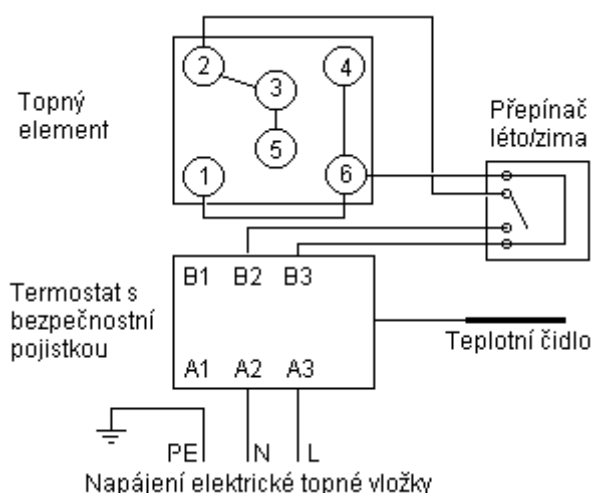 2
4
3
5
1
6
Topný
element
Přepínač
léto/zima
B1 B2 B3
Termostat s
bezpečnostní
pojistkou
A1 A2 A3
Teplotní čidlo
PE N L
Napájení elektrické topné vložky